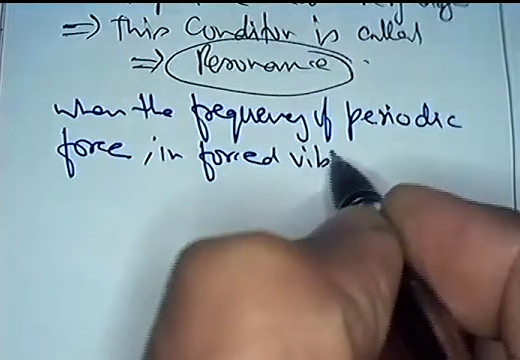 ⇒ This Condition is called
⇒ Resonance.
when the frequency of periodic
force, in forced vib